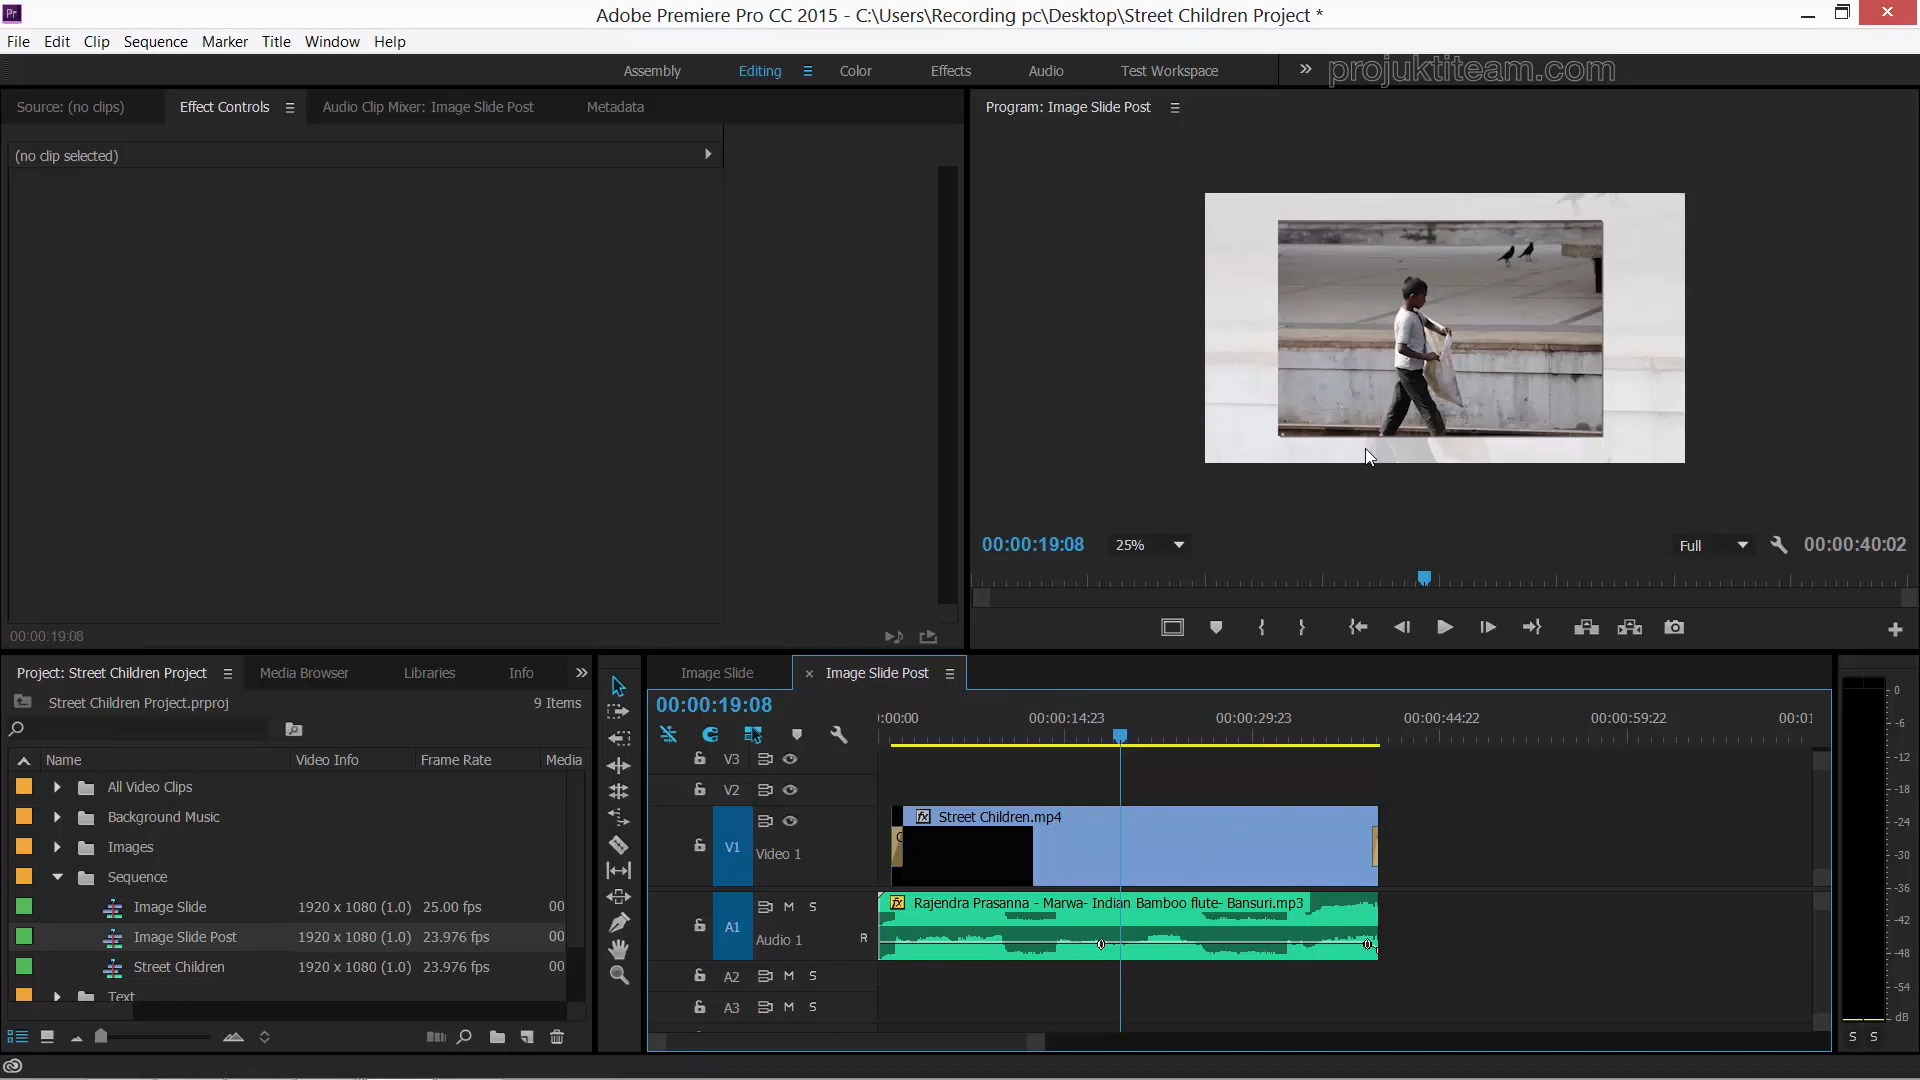 Pr
Adobe Premiere Pro CC 2015 - C:\Users\Recording pc\Desktop\Street Children Project *
File Edit Clip Sequence Marker Title Window Help
Assembly Editing Color Effects Audio Test Workspace
projuktiteam.com
Source: (no clips) Effect Controls Audio Clip Mixer: Image Slide Post Metadata
(no clip selected)
00:00:19:08
Program: Image Slide Post
00:00:19:08 25% Full 00:00:40:02
Project: Street Children Project Media Browser Libraries Info
Street Children Project.prproj 9 Items
Name Video Info Frame Rate Media
All Video Clips
Background Music
Images
Sequence
Image Slide 1920 x 1080 (1.0) 25.00 fps 00
Image Slide Post 1920 x 1080 (1.0) 23.976 fps 00
Street Children 1920 x 1080 (1.0) 23.976 fps 00
Text
Image Slide × Image Slide Post
00:00:19:08
:00:00 00:00:14:23 00:00:29:23 00:00:44:22 00:00:59:22 00:01
V3
V2
V1 Video 1
fx Street Children.mp4
A1 M S
Audio 1 R
fx Rajendra Prasanna - Marwa- Indian Bamboo flute- Bansuri.mp3
A2 M S
A3 M S
0
-6
-12
-18
-24
-30
-36
-42
-48
-54
dB
S S